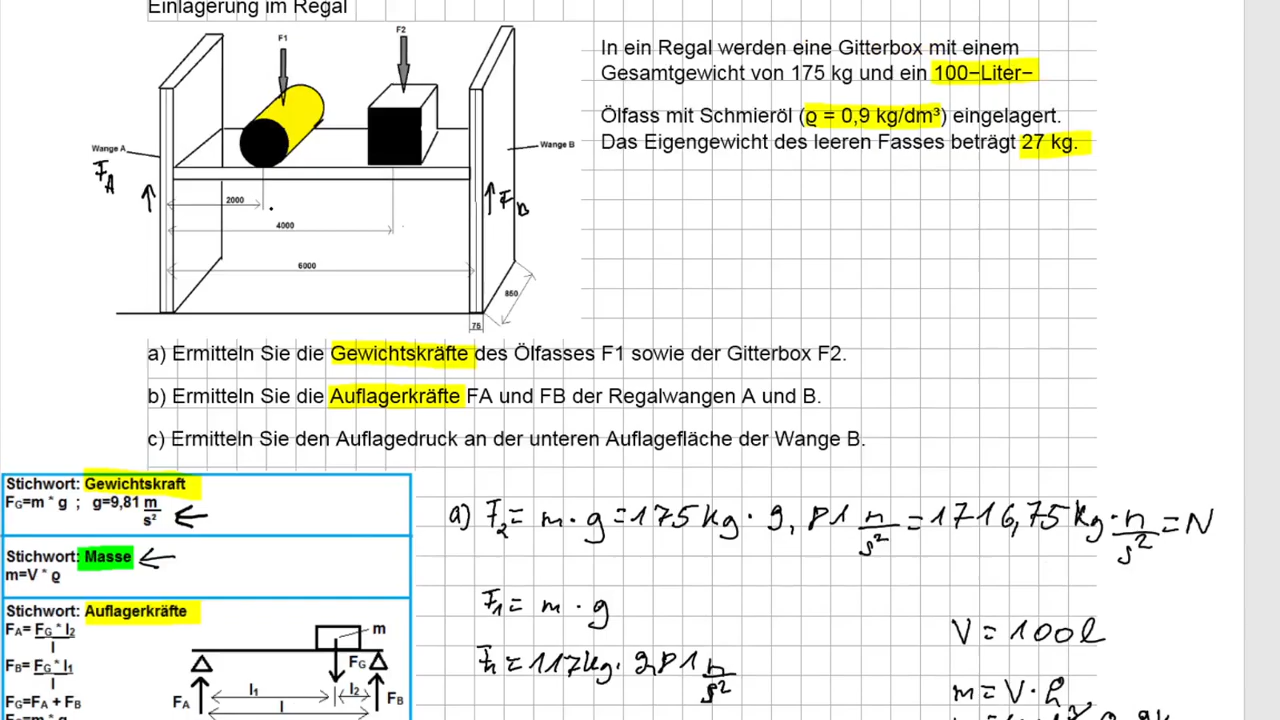 Einlagerung im Regal
F1
F2
Wange A
Wange B
F_A
F_B
2000
4000
6000
850
75
In ein Regal werden eine Gitterbox mit einem
Gesamtgewicht von 175 kg und ein 100–Liter–
Ölfass mit Schmieröl (ϱ = 0,9 kg/dm³) eingelagert.
Das Eigengewicht des leeren Fasses beträgt 27 kg.
a) Ermitteln Sie die Gewichtskräfte des Ölfasses F1 sowie der Gitterbox F2.
b) Ermitteln Sie die Auflagerkräfte FA und FB der Regalwangen A und B.
c) Ermitteln Sie den Auflagedruck an der unteren Auflagefläche der Wange B.
Stichwort: Gewichtskraft
FG=m * g ; g=9,81 m/s²
Stichwort: Masse
m=V * ϱ
Stichwort: Auflagerkräfte
FA= FG * l2 / l
FB= FG * l1 / l
FG=FA + FB
m
FG
FA
FB
l1
l2
l
a) F₂ = m · g = 175 kg · 9,81 m/s² = 1716,75 kg · m/s² = N
F₁ = m · g
F₁ = 117 kg · 9,81 m/s²
V = 100 l
m = V · ϱ